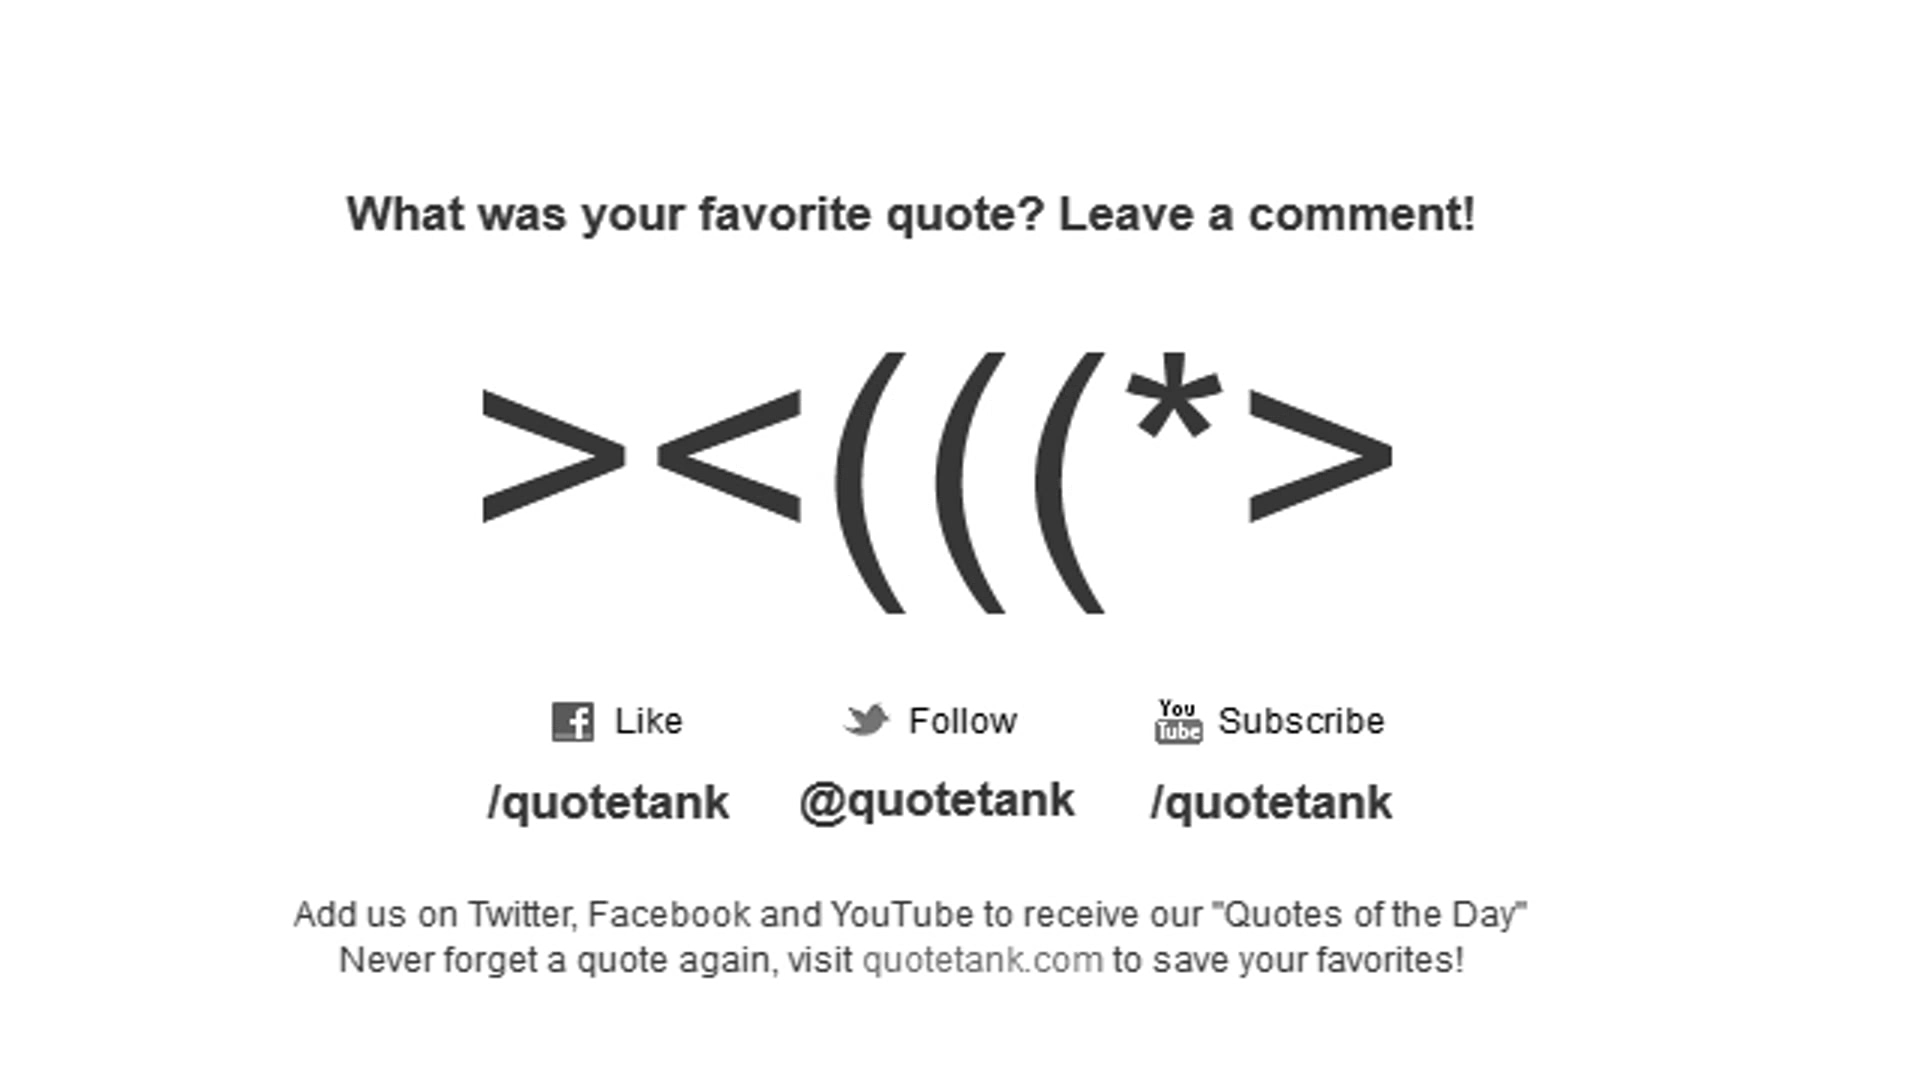 What was your favorite quote? Leave a comment!
><(((*>
f Like
Follow
You Tube Subscribe
/quotetank
@quotetank
/quotetank
Add us on Twitter, Facebook and YouTube to receive our "Quotes of the Day"
Never forget a quote again, visit quotetank.com to save your favorites!